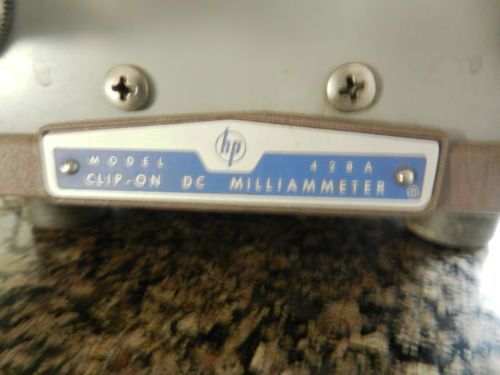 hp
MODEL 428A
CLIP-ON DC MILLIAMMETER ®